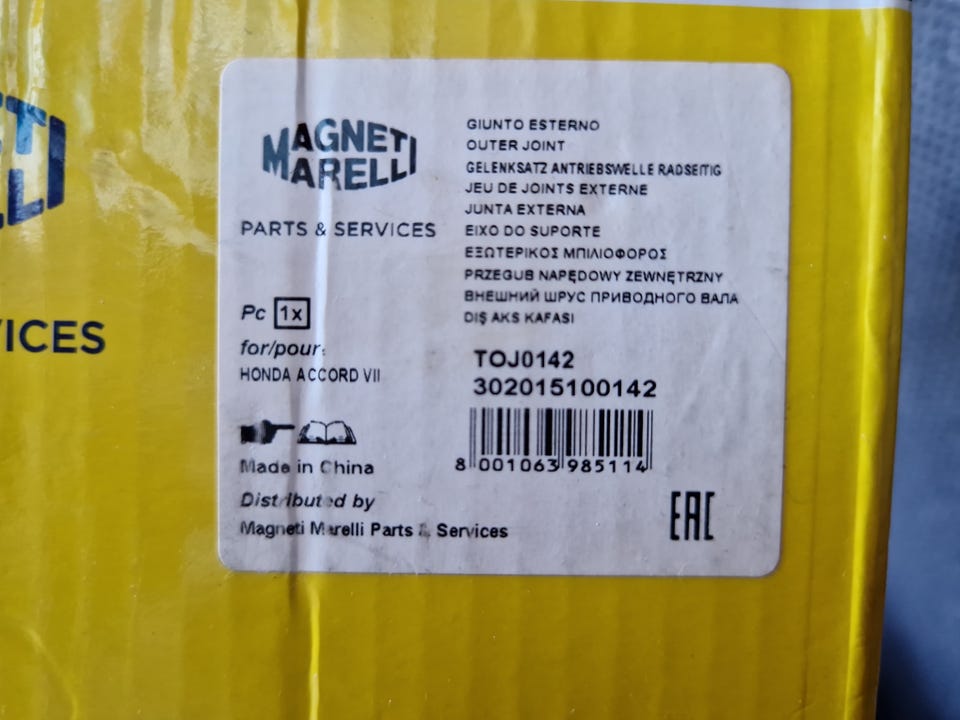 MAGNETI
MARELLI
PARTS & SERVICES
Pc 1x
for/pour:
HONDA ACCORD VII
Made in China
Distributed by
Magneti Marelli Parts & Services
GIUNTO ESTERNO
OUTER JOINT
GELENKSATZ ANTRIEBSWELLE RADSEITIG
JEU DE JOINTS EXTERNE
JUNTA EXTERNA
EIXO DO SUPORTE
ΕΞΩΤΕΡΙΚΟΣ ΜΠΙΛΙΟΦΟΡΟΣ
PRZEGUB NAPĘDOWY ZEWNĘTRZNY
ВНЕШНИЙ ШРУС ПРИВОДНОГО ВАЛА
DIŞ AKS KAFASI
TOJ0142
302015100142
8 001063 985114
EAC
TI
LLI
ICES